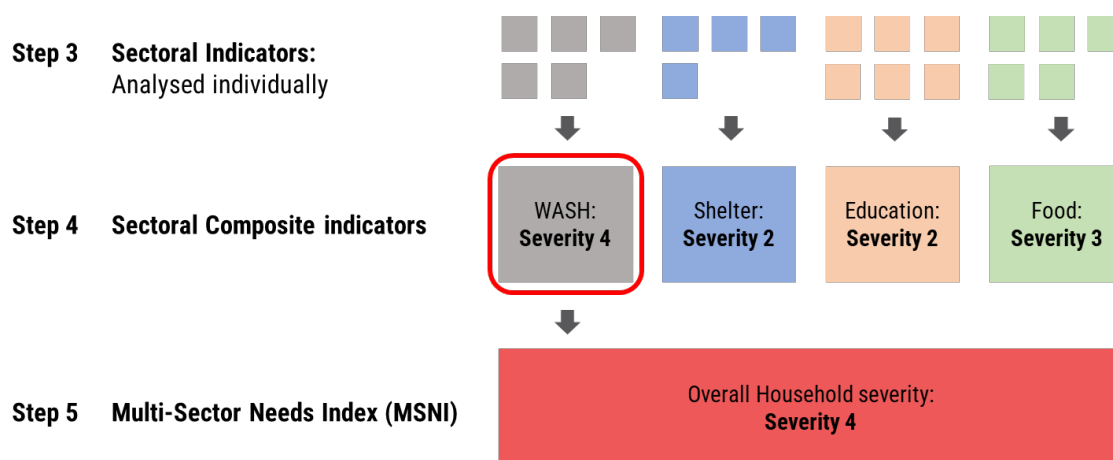 Step 3 Sectoral Indicators:
Analysed individually
Step 4 Sectoral Composite indicators
WASH:
Severity 4
Shelter:
Severity 2
Education:
Severity 2
Food:
Severity 3
Step 5 Multi-Sector Needs Index (MSNI)
Overall Household severity:
Severity 4